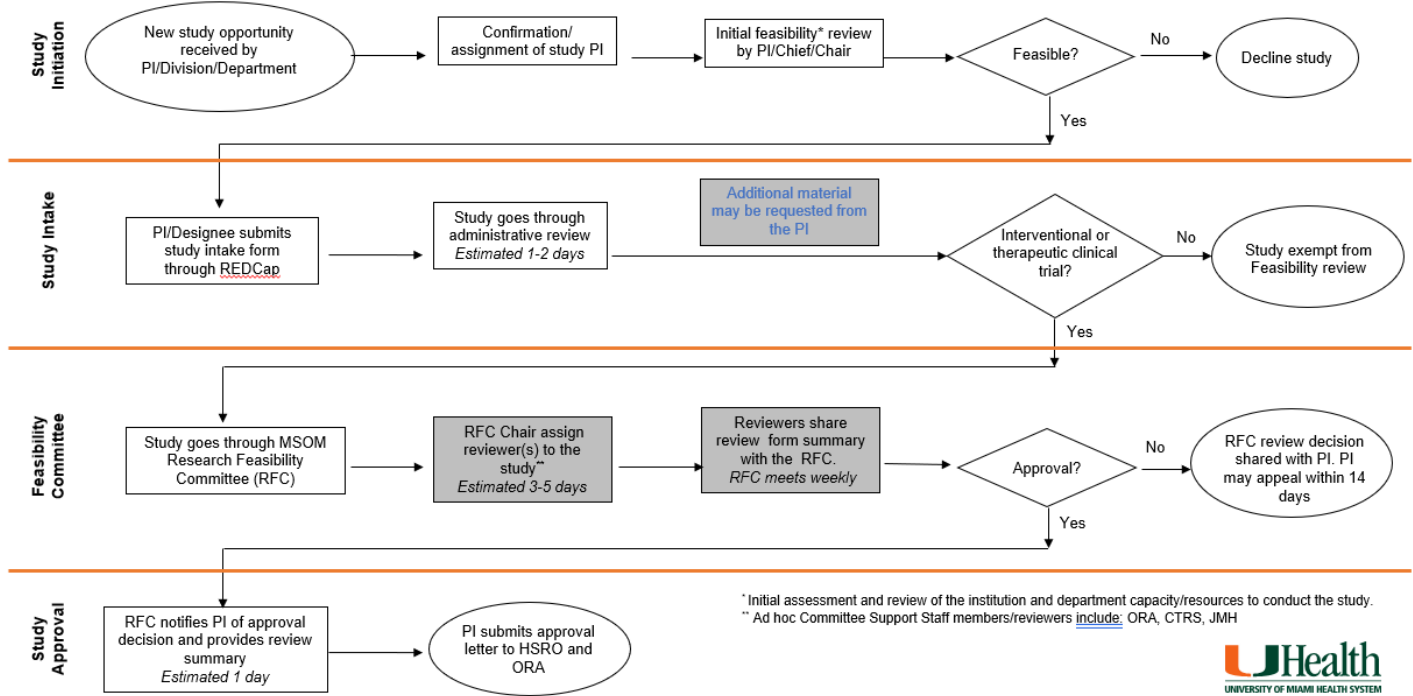 Study
Initiation
New study opportunity
received by
PI/Division/Department
Confirmation/
assignment of study PI
Initial feasibility* review
by PI/Chief/Chair
Feasible?
No
Decline study
Yes
Study Intake
PI/Designee submits
study intake form
through REDCap
Study goes through
administrative review
Estimated 1-2 days
Additional material
may be requested from
the PI
Interventional or
therapeutic clinical
trial?
No
Study exempt from
Feasibility review
Yes
Feasibility
Committee
Study goes through MSOM
Research Feasibility
Committee (RFC)
RFC Chair assign
reviewer(s) to the
study**
Estimated 3-5 days
Reviewers share
review form summary
with the RFC.
RFC meets weekly
Approval?
No
RFC review decision
shared with PI. PI
may appeal within 14
days
Yes
Study
Approval
RFC notifies PI of approval
decision and provides review
summary
Estimated 1 day
PI submits approval
letter to HSRO and
ORA
* Initial assessment and review of the institution and department capacity/resources to conduct the study.
** Ad hoc Committee Support Staff members/reviewers include: ORA, CTRS, JMH
UHealth
UNIVERSITY OF MIAMI HEALTH SYSTEM